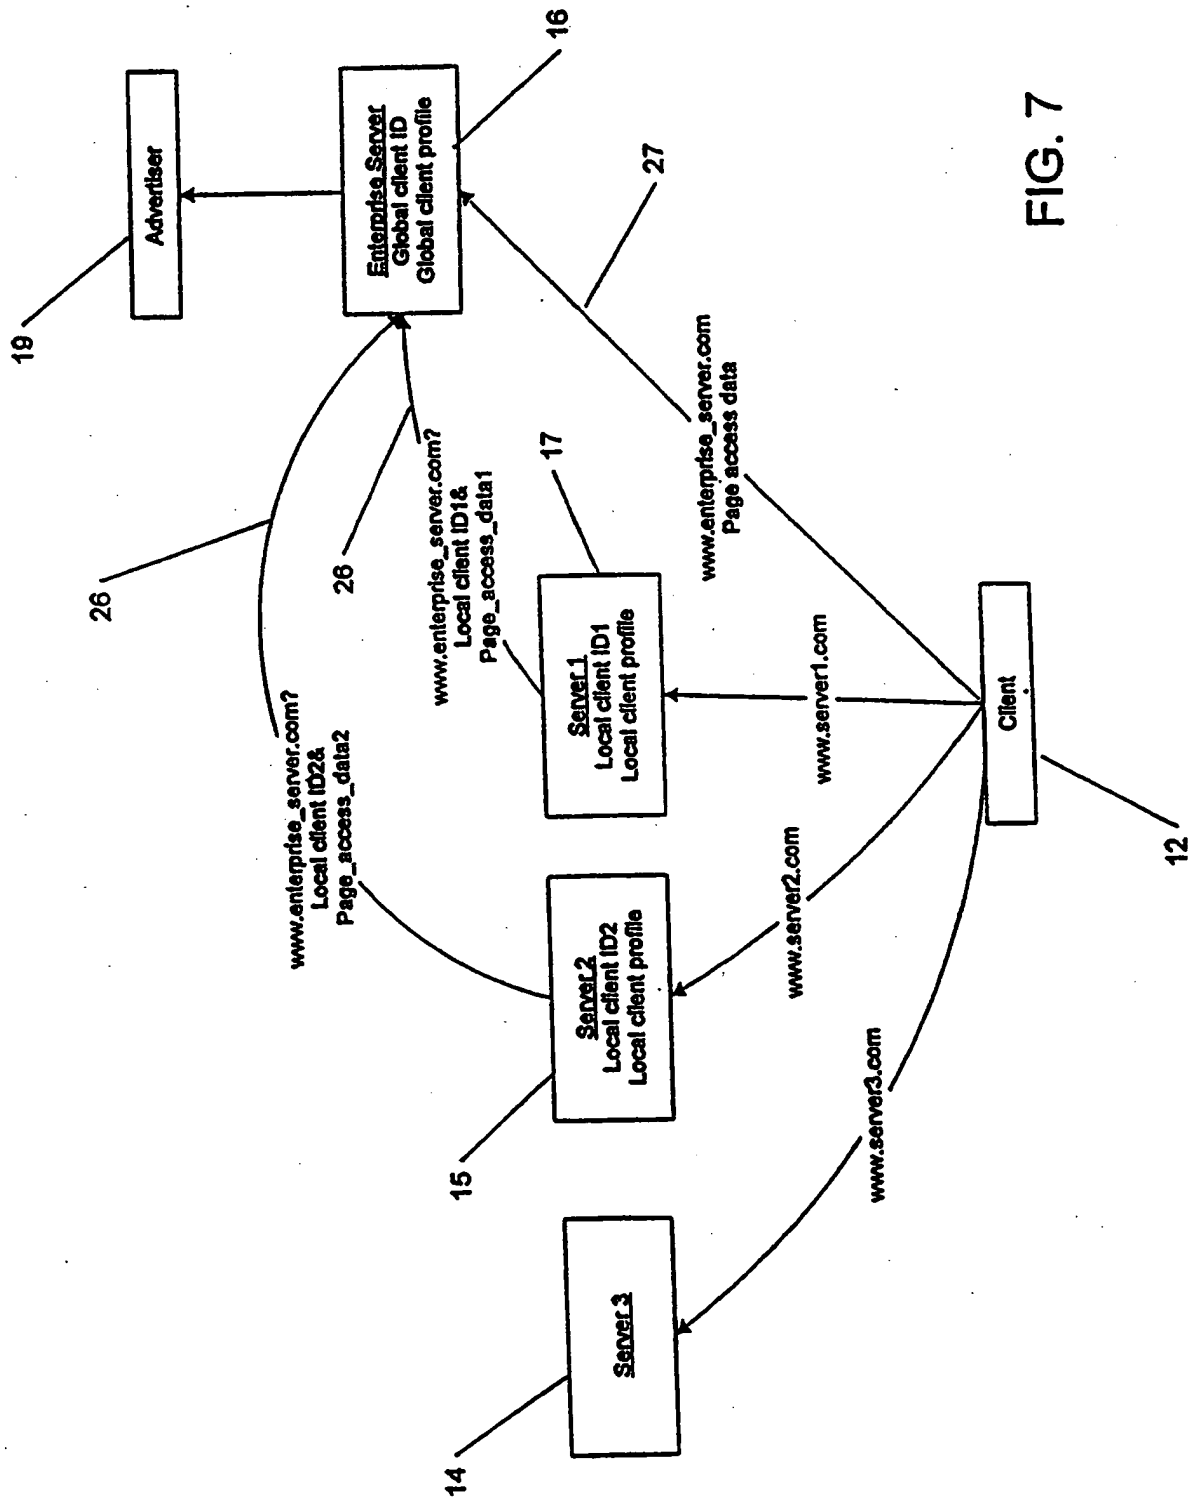 19
Advertiser
16
Enterprise Server
Global client ID
Global client profile
26
26
27
www.enterprise_server.com?
Local client ID2&
Page_access_data2
www.enterprise_server.com?
Local client ID1&
Page_access_data1
www.enterprise_server.com
Page access data
14
Server 3
15
Server 2
Local client ID2
Local client profile
17
Server 1
Local client ID1
Local client profile
www.server3.com
www.server2.com
www.server1.com
Client
12
FIG. 7